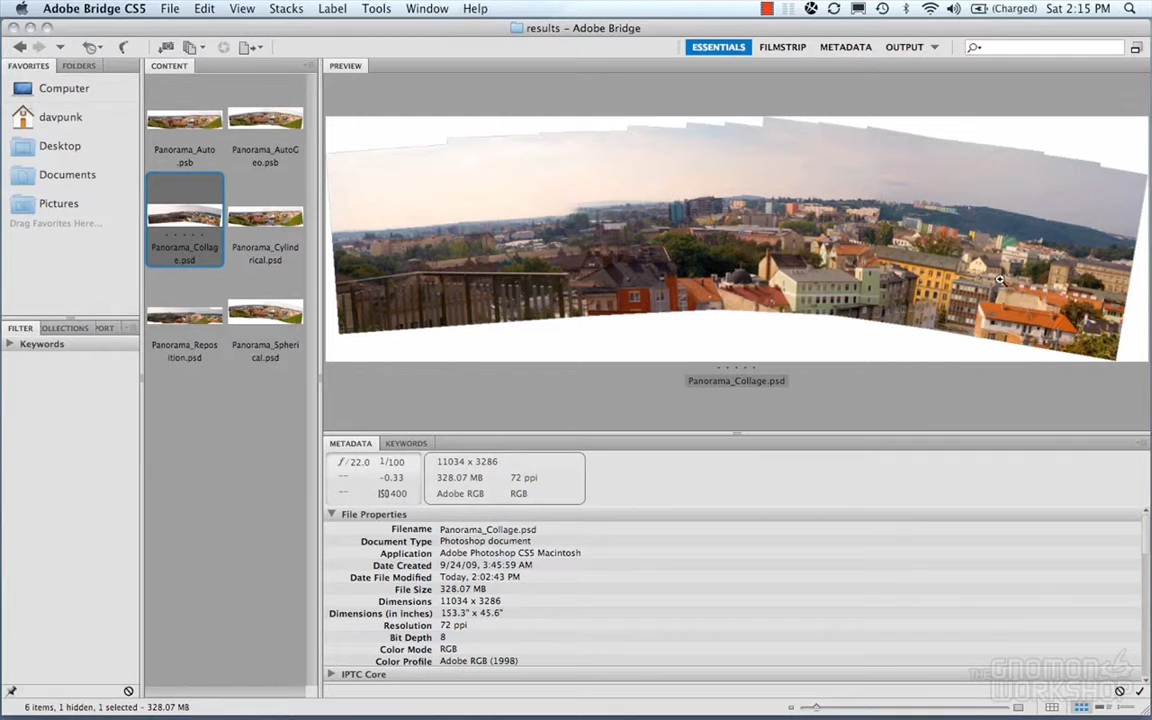 Adobe Bridge CS5 File Edit View Stacks Label Tools Window Help (Charged) Sat 2:15 PM
results – Adobe Bridge
ESSENTIALS FILMSTRIP METADATA OUTPUT
FAVORITES FOLDERS
Computer
davpunk
Desktop
Documents
Pictures
Drag Favorites Here...
FILTER OLLECTIONS PORT
Keywords
CONTENT
Panorama_Auto
.psb
Panorama_AutoG
eo.psb
Panorama_Collag
e.psd
Panorama_Cylind
rical.psd
Panorama_Repos
ition.psd
Panorama_Spheri
cal.psd
PREVIEW
Panorama_Collage.psd
METADATA KEYWORDS
f/22.0 1/100
-- -0.33
-- ISO400
11034 x 3286
328.07 MB 72 ppi
Adobe RGB RGB
File Properties
Filename Panorama_Collage.psd
Document Type Photoshop document
Application Adobe Photoshop CS5 Macintosh
Date Created 9/24/09, 3:45:59 AM
Date File Modified Today, 2:02:43 PM
File Size 328.07 MB
Dimensions 11034 x 3286
Dimensions (in inches) 153.3" x 45.6"
Resolution 72 ppi
Bit Depth 8
Color Mode RGB
Color Profile Adobe RGB (1998)
IPTC Core
6 items, 1 hidden, 1 selected – 328.07 MB
THE GNOMON
WORKSHOP